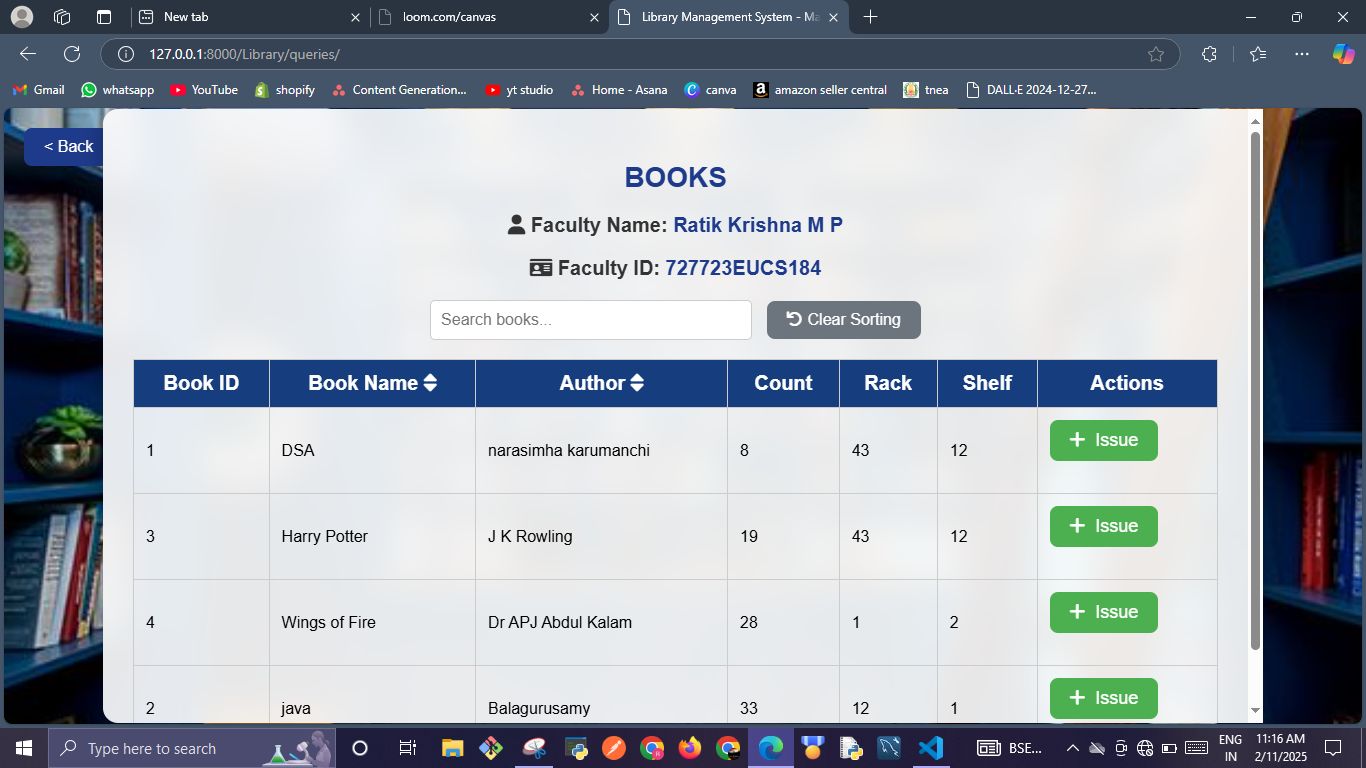 New tab
loom.com/canvas
Library Management System - Ma
127.0.0.1:8000/Library/queries/
Gmail
whatsapp
YouTube
shopify
Content Generation...
yt studio
Home - Asana
canva
amazon seller central
tnea
DALL·E 2024-12-27...
< Back
BOOKS
Faculty Name: Ratik Krishna M P
Faculty ID: 727723EUCS184
Search books...
Clear Sorting
Book ID Book Name Author Count Rack Shelf Actions
1 DSA narasimha karumanchi 8 43 12 + Issue
3 Harry Potter J K Rowling 19 43 12 + Issue
4 Wings of Fire Dr APJ Abdul Kalam 28 1 2 + Issue
2 java Balagurusamy 33 12 1 + Issue
Type here to search
BSE...
ENG
IN
11:16 AM
2/11/2025